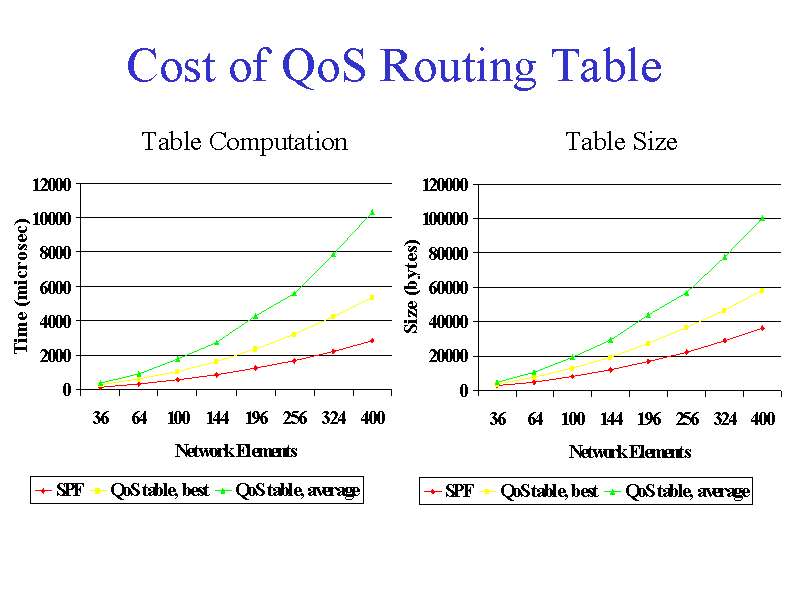 Cost of QoS Routing Table
Table Computation
Time (microsec)
12000
10000
8000
6000
4000
2000
0
36 64 100 144 196 256 324 400
Network Elements
SPF QoS table, best QoS table, average
Table Size
Size (bytes)
120000
100000
80000
60000
40000
20000
0
36 64 100 144 196 256 324 400
Network Elements
SPF QoS table, best QoS table, average